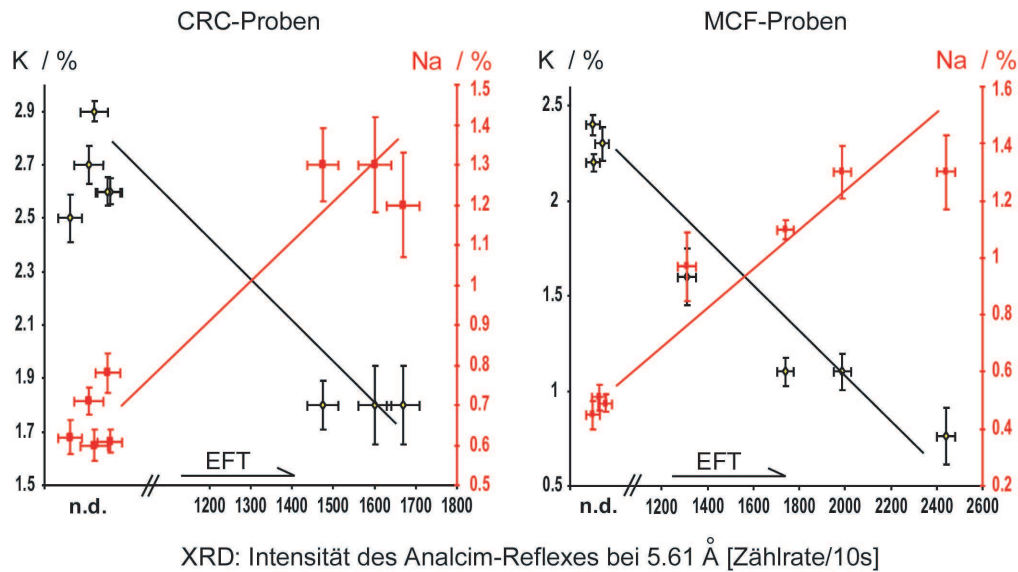 CRC-Proben
MCF-Proben
K / %
Na / %
K / %
Na / %
2.9
2.7
2.5
2.3
2.1
1.9
1.7
1.5
1.5
1.4
1.3
1.2
1.1
1
0.9
0.8
0.7
0.6
0.5
2.5
2
1.5
1
0.5
1.6
1.4
1.2
1
0.8
0.6
0.4
0.2
EFT
EFT
n.d.
1200 1300 1400 1500 1600 1700 1800
n.d.
1200 1400 1600 1800 2000 2200 2400 2600
XRD: Intensität des Analcim-Reflexes bei 5.61 Å [Zählrate/10s]